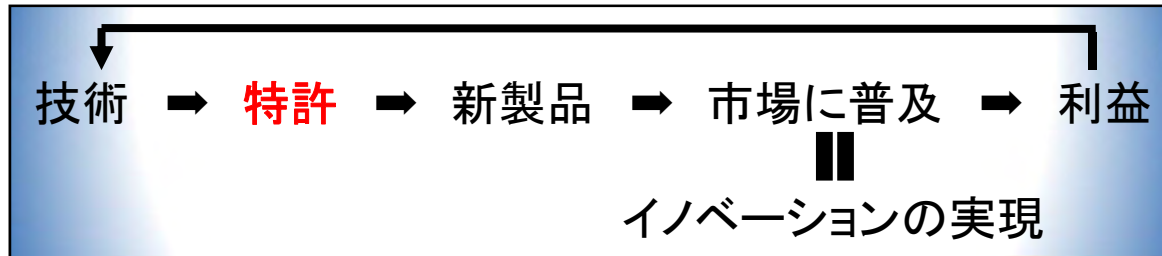 技術 ➡ 特許 ➡ 新製品 ➡ 市場に普及 ➡ 利益
イノベーションの実現